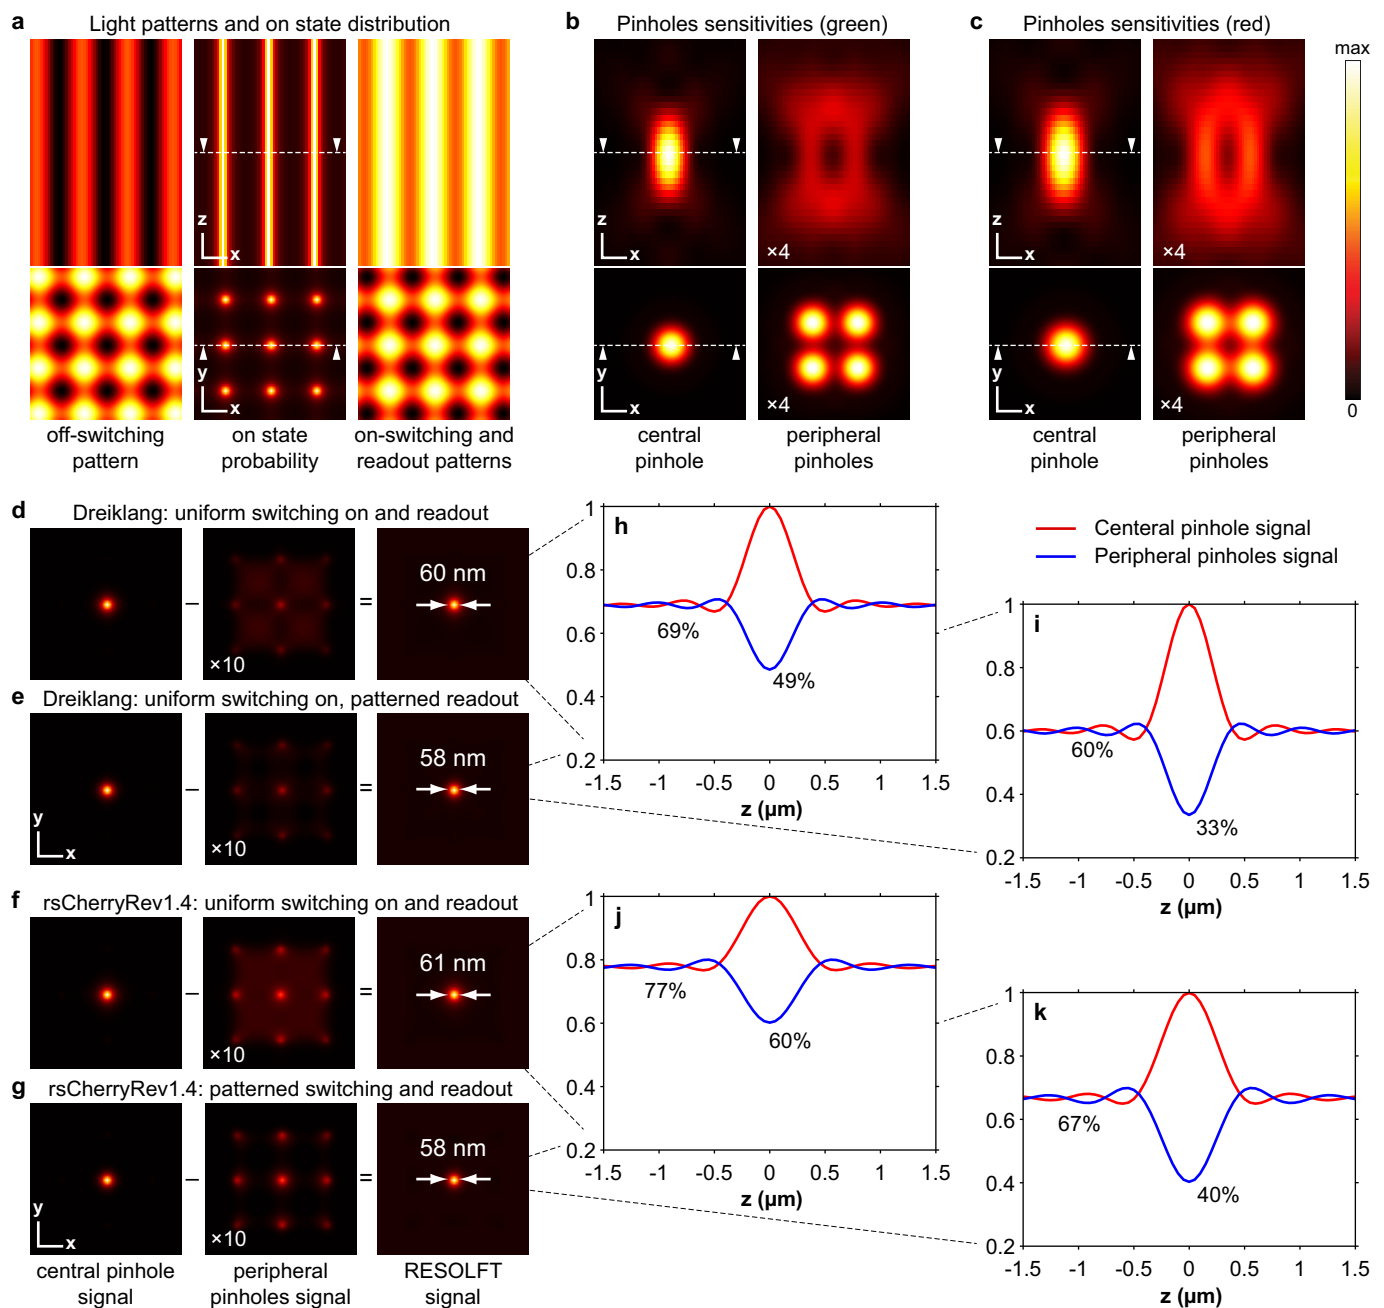 a Light patterns and on state distribution
b Pinholes sensitivities (green)
c Pinholes sensitivities (red)
max
0
z
x
y
x
off-switching
pattern
on state
probability
on-switching and
readout patterns
z
x
×4
y
x
×4
central
pinhole
peripheral
pinholes
z
x
×4
y
x
×4
central
pinhole
peripheral
pinholes
d Dreiklang: uniform switching on and readout
– ×10 = 60 nm
e Dreiklang: uniform switching on, patterned readout
y
x
– ×10 = 58 nm
f rsCherryRev1.4: uniform switching on and readout
– ×10 = 61 nm
g rsCherryRev1.4: patterned switching and readout
y
x
– ×10 = 58 nm
central pinhole
signal
peripheral
pinholes signal
RESOLFT
signal
Centeral pinhole signal
Peripheral pinholes signal
h
1
0.8
0.6
0.4
0.2
69%
49%
-1.5 -1 -0.5 0 0.5 1 1.5
z (µm)
i
1
0.8
0.6
0.4
0.2
60%
33%
-1.5 -1 -0.5 0 0.5 1 1.5
z (µm)
j
1
0.8
0.6
0.4
0.2
77%
60%
-1.5 -1 -0.5 0 0.5 1 1.5
z (µm)
k
1
0.8
0.6
0.4
0.2
67%
40%
-1.5 -1 -0.5 0 0.5 1 1.5
z (µm)